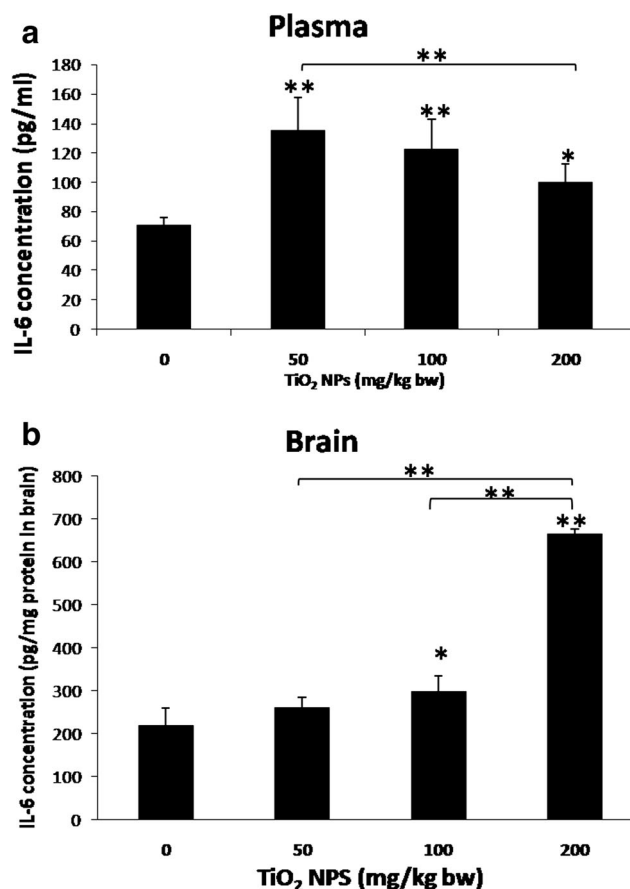 a
Plasma
IL-6 concentration (pg/ml)
180
160
140
120
100
80
60
40
20
0
**
**
**
*
0 50 100 200
TiO₂ NPs (mg/kg bw)
b
Brain
IL-6 concentration (pg/mg protein in brain)
800
700
600
500
400
300
200
100
0
**
**
**
*
0 50 100 200
TiO₂ NPS (mg/kg bw)